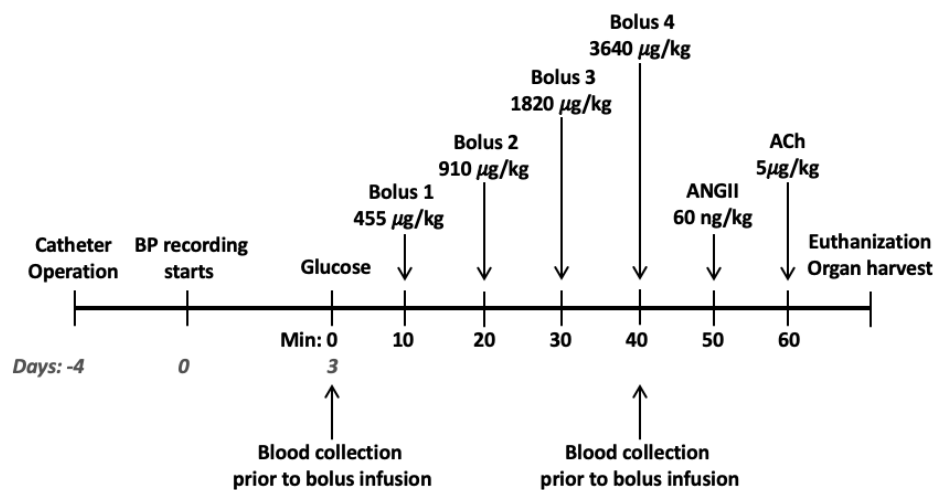 Bolus 4
3640 µg/kg
Bolus 3
1820 µg/kg
Bolus 2
910 µg/kg
ACh
5µg/kg
Bolus 1
455 µg/kg
ANGII
60 ng/kg
Catheter
Operation
BP recording
starts
Glucose
Euthanization
Organ harvest
Min: 0 10 20 30 40 50 60
Days: -4 0 3
Blood collection
prior to bolus infusion
Blood collection
prior to bolus infusion